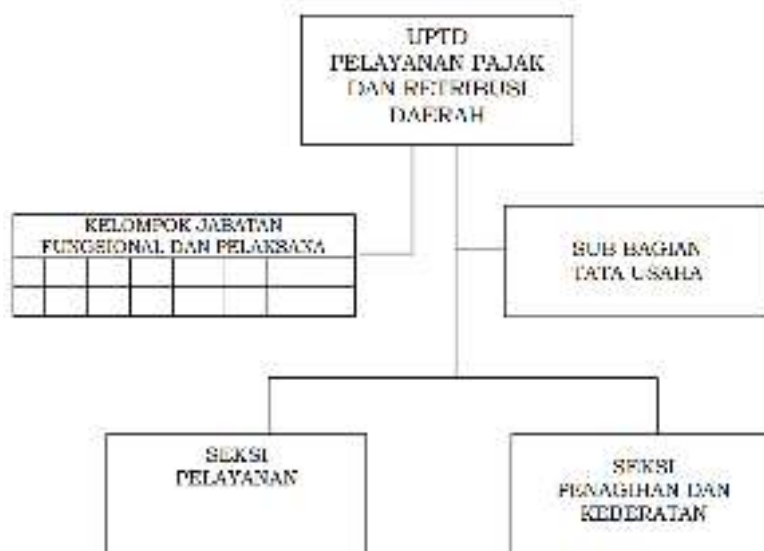 UPTD
PELAYANAN PAJAK
DAN RETRIBUSI
DAERAH
KELOMPOK JABATAN
FUNGSIONAL DAN PELAKSANA
SUB BAGIAN
TATA USAHA
SEKSI
PELAYANAN
SEKSI
PENAGIHAN DAN
KEBERATAN